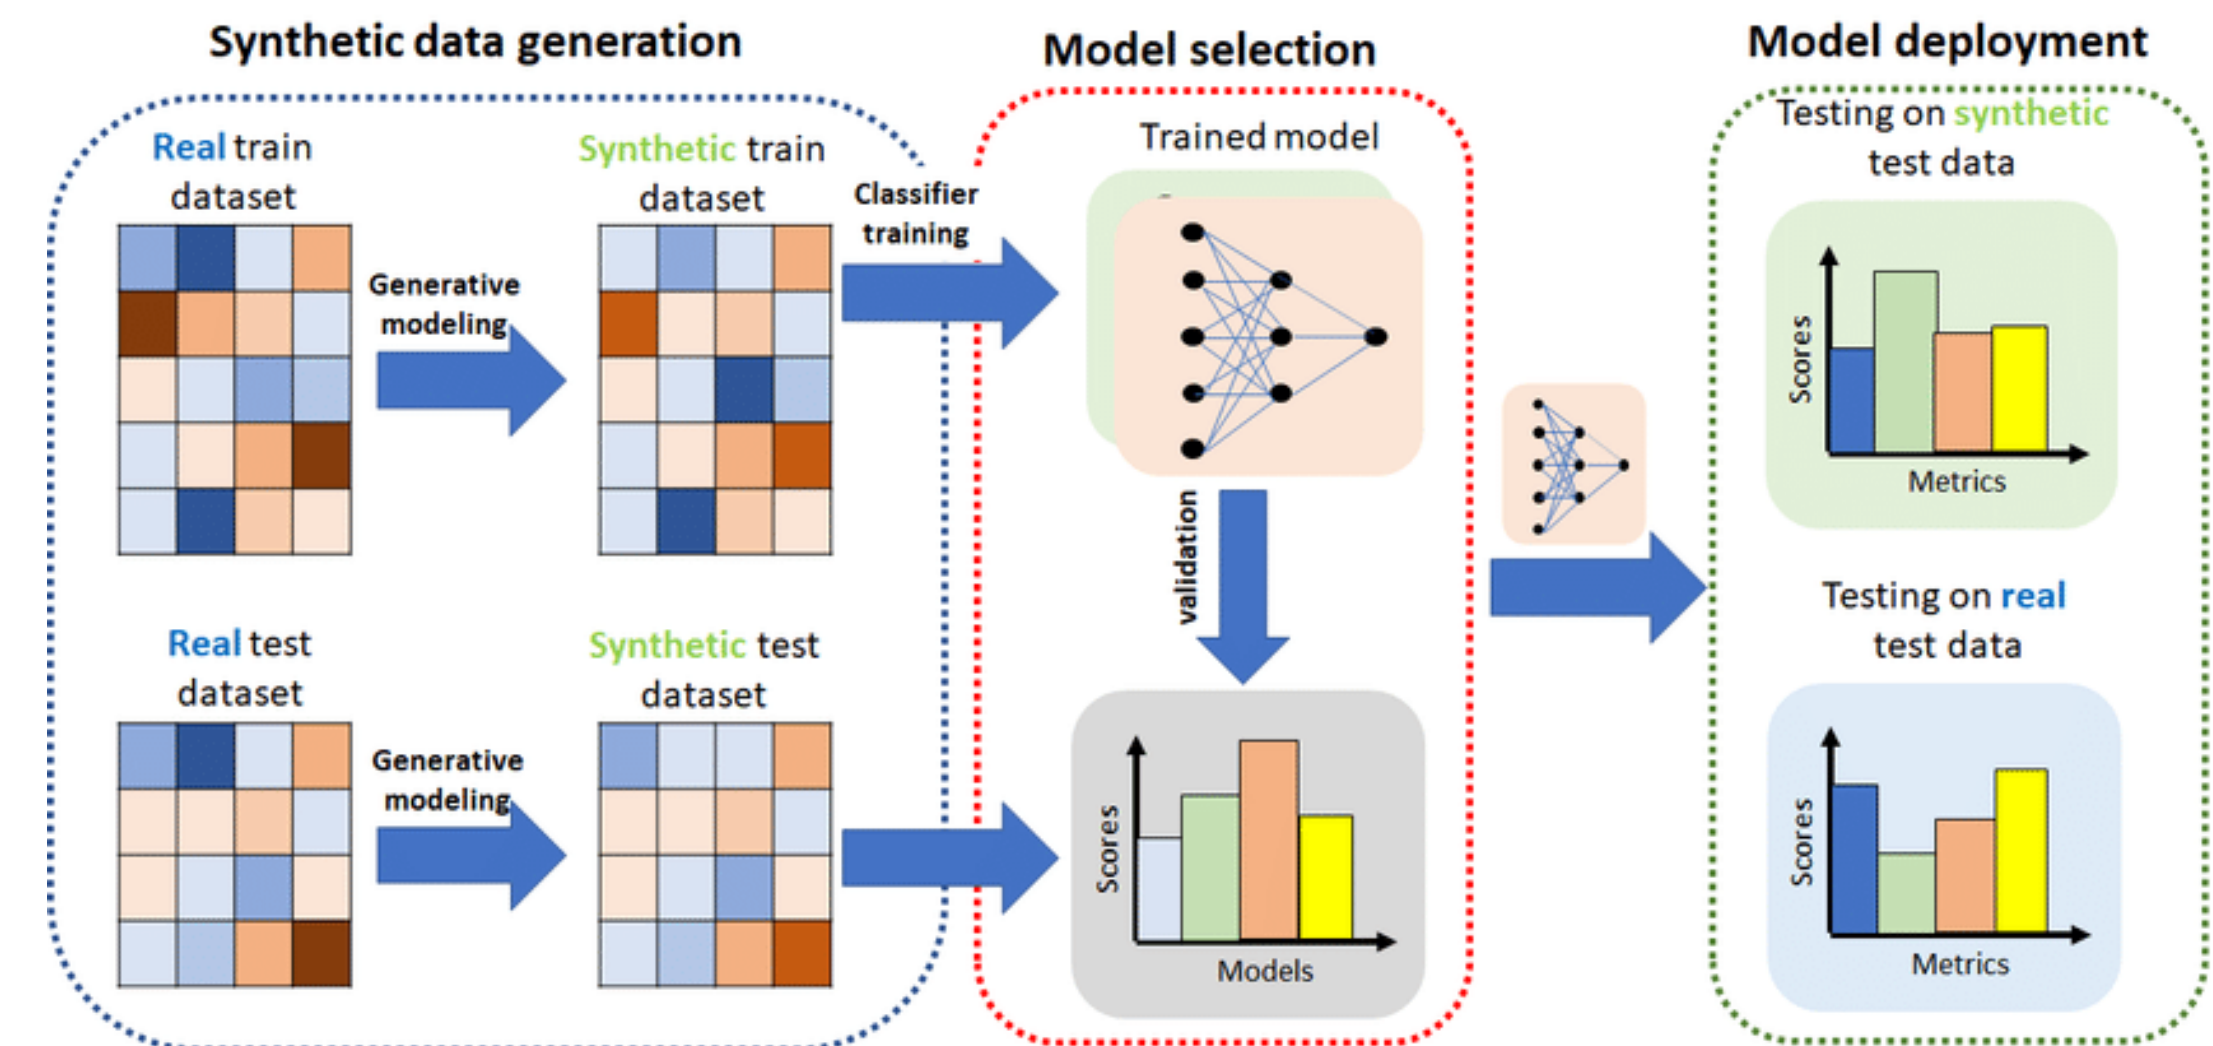 Synthetic data generation
Real train
dataset
Generative
modeling
Synthetic train
dataset
Classifier
training
Real test
dataset
Generative
modeling
Synthetic test
dataset
Model selection
Trained model
validation
Scores
Models
Model deployment
Testing on synthetic
test data
Scores
Metrics
Testing on real
test data
Scores
Metrics